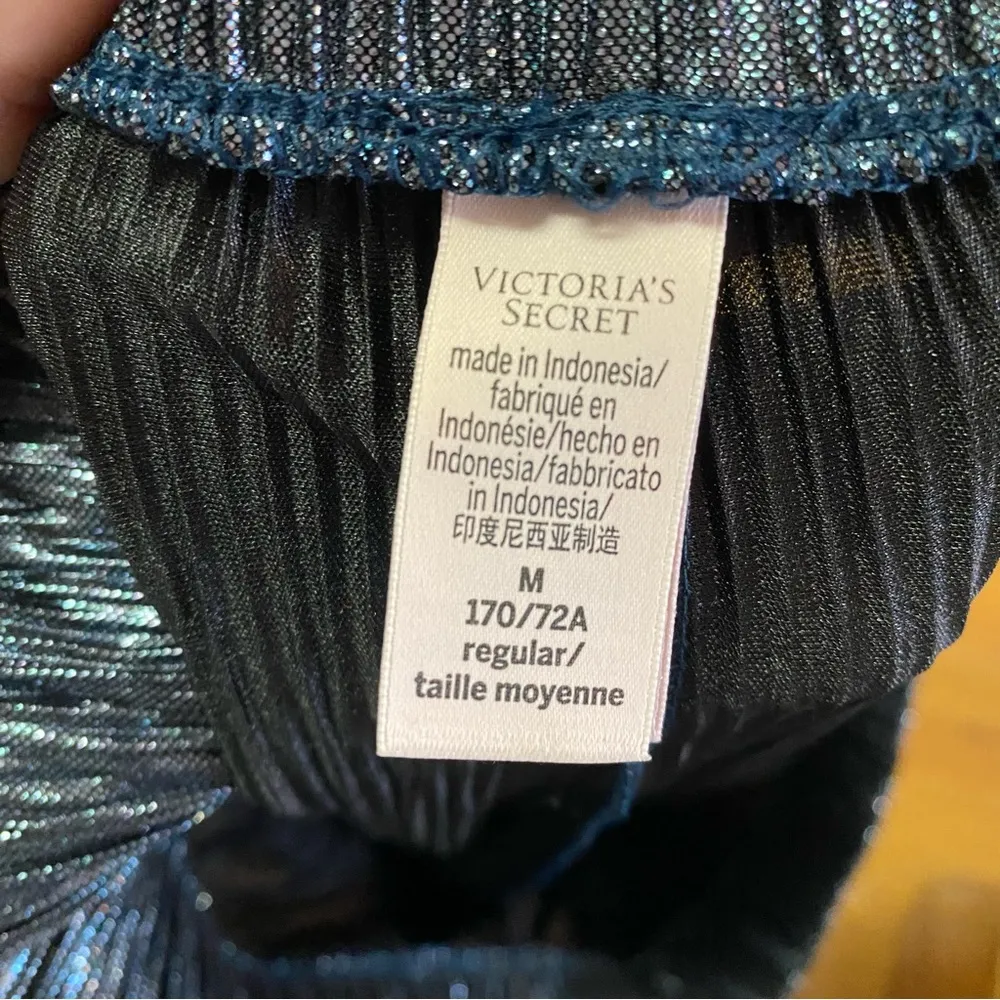 VICTORIA'S
SECRET
made in Indonesia/
fabriqué en
Indonésie/hecho en
Indonesia/fabbricato
in Indonesia/
印度尼西亚制造
M
170/72A
regular/
taille moyenne